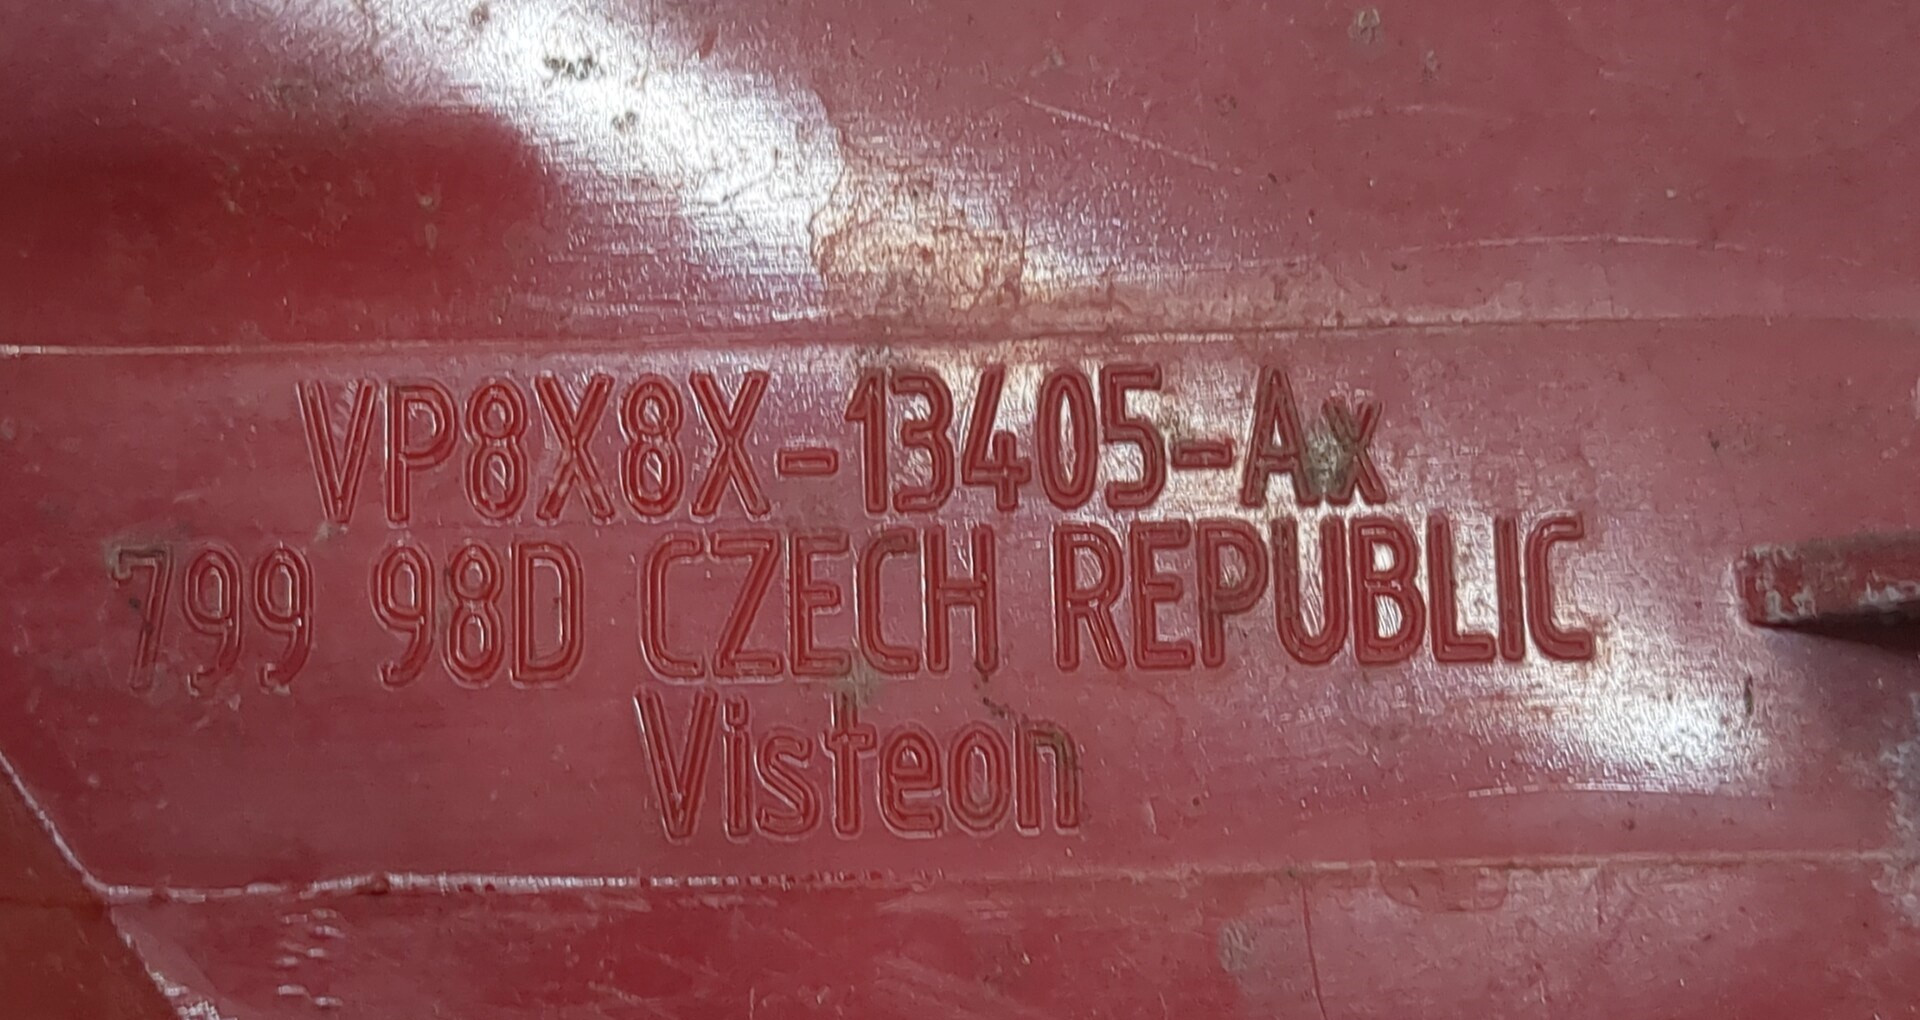 VP8X8X-13405-Ax
799 98D CZECH REPUBLIC
Visteon